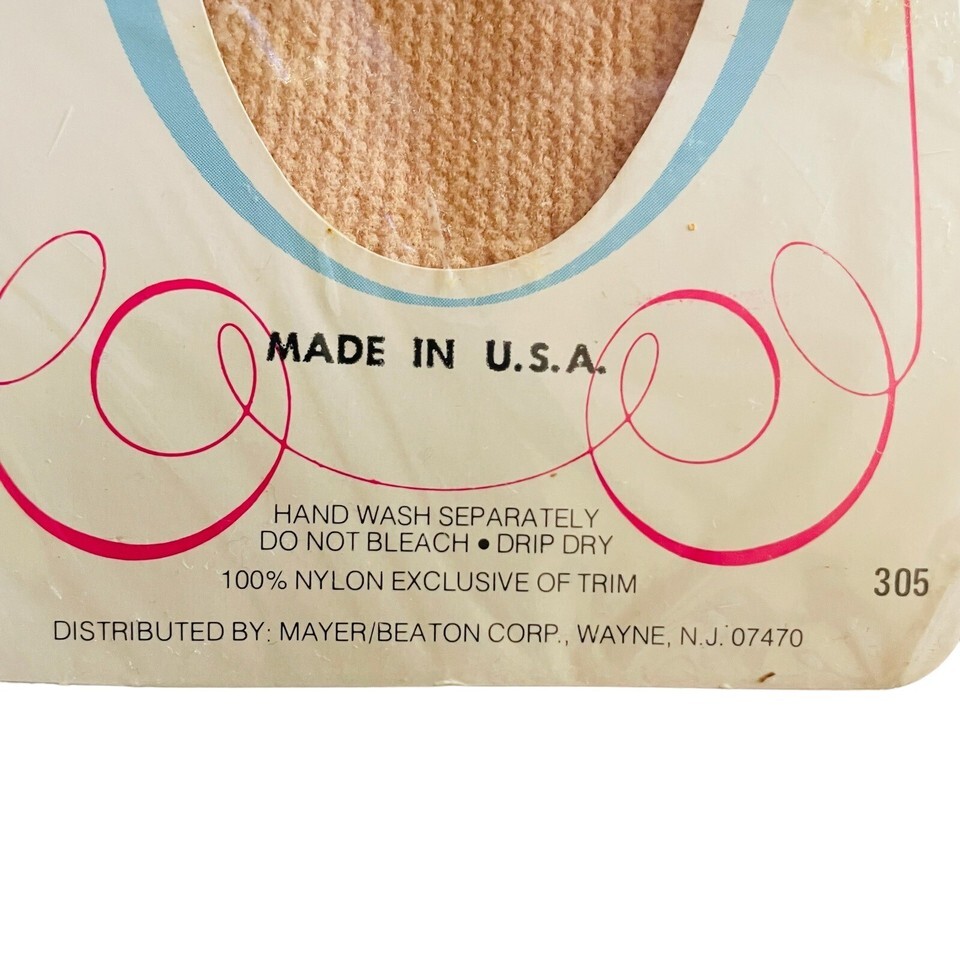 MADE IN U.S.A.
HAND WASH SEPARATELY
DO NOT BLEACH • DRIP DRY
100% NYLON EXCLUSIVE OF TRIM
305
DISTRIBUTED BY: MAYER/BEATON CORP., WAYNE, N.J. 07470